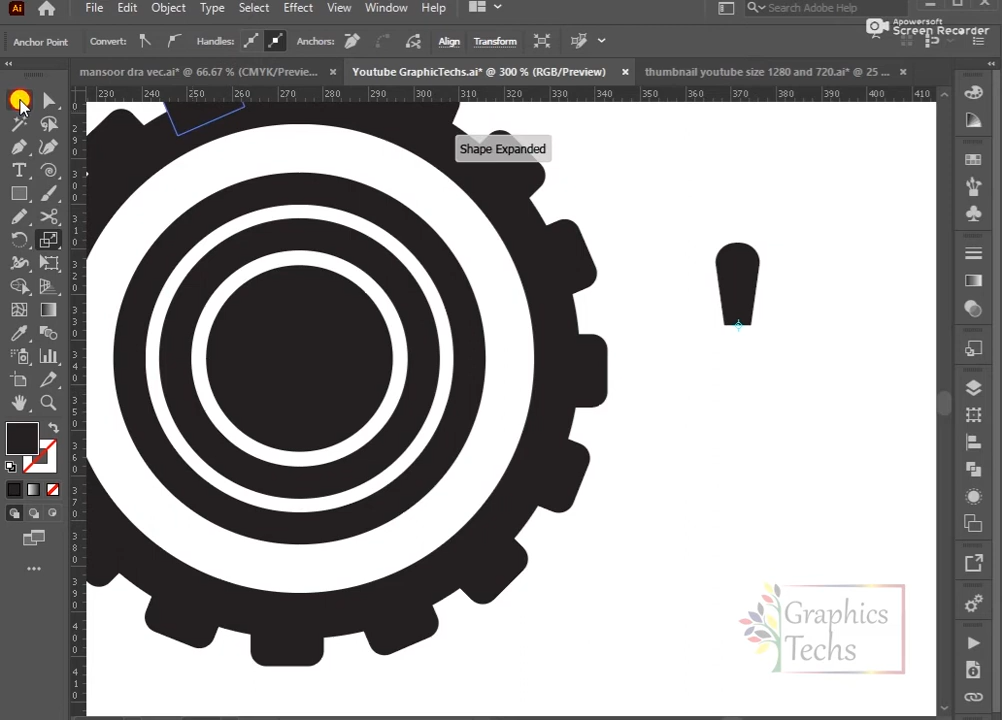 Ai File Edit Object Type Select Effect View Window Help Search Adobe Help
Apowersoft
Screen Recorder
Anchor Point Convert: Handles: Anchors: Align Transform
mansoor dra vec.ai* @ 66.67 % (CMYK/Previe... × Youtube GraphicTechs.ai* @ 300 % (RGB/Preview) × thumbnail youtube size 1280 and 720.ai* @ 25 ... ×
230 240 250 260 270 280 290 300 310 320 330 340 350 360 370 380 390 400 410
Shape Expanded
Graphics
Techs